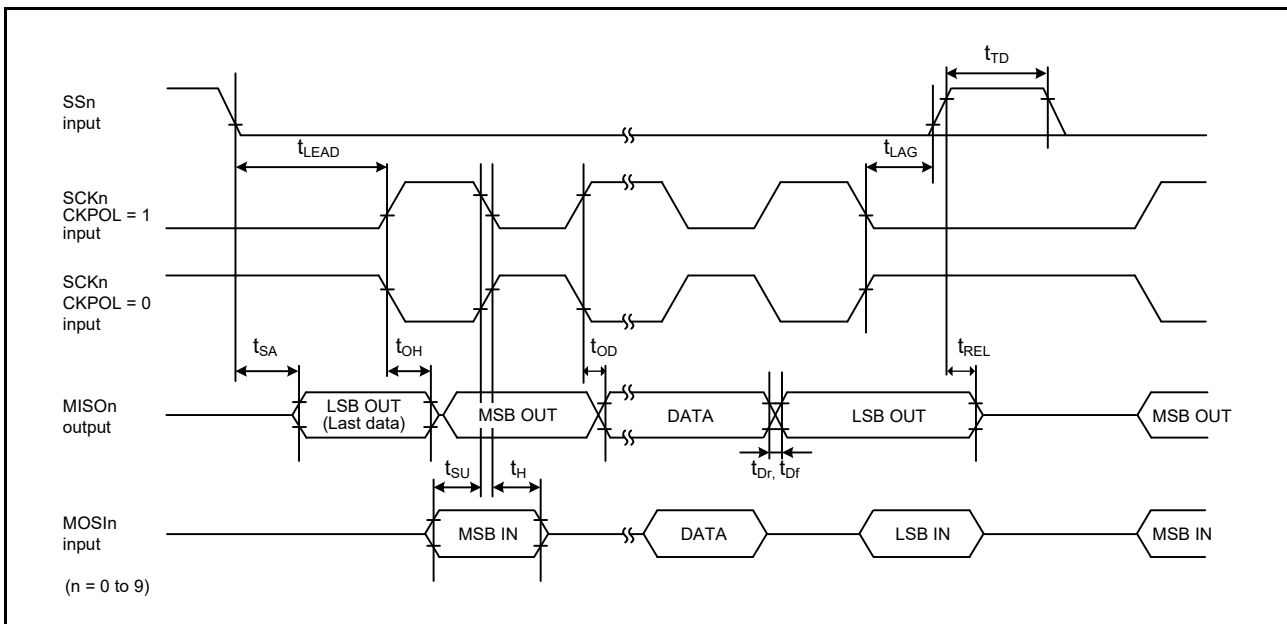 tTD
SSn
input
tLEAD
tLAG
SCKn
CKPOL = 1
input
SCKn
CKPOL = 0
input
tSA
tOH
tOD
tREL
MISOn
output
LSB OUT
(Last data)
MSB OUT
DATA
LSB OUT
MSB OUT
tSU
tH
tDr, tDf
MOSIn
input
MSB IN
DATA
LSB IN
MSB IN
(n = 0 to 9)